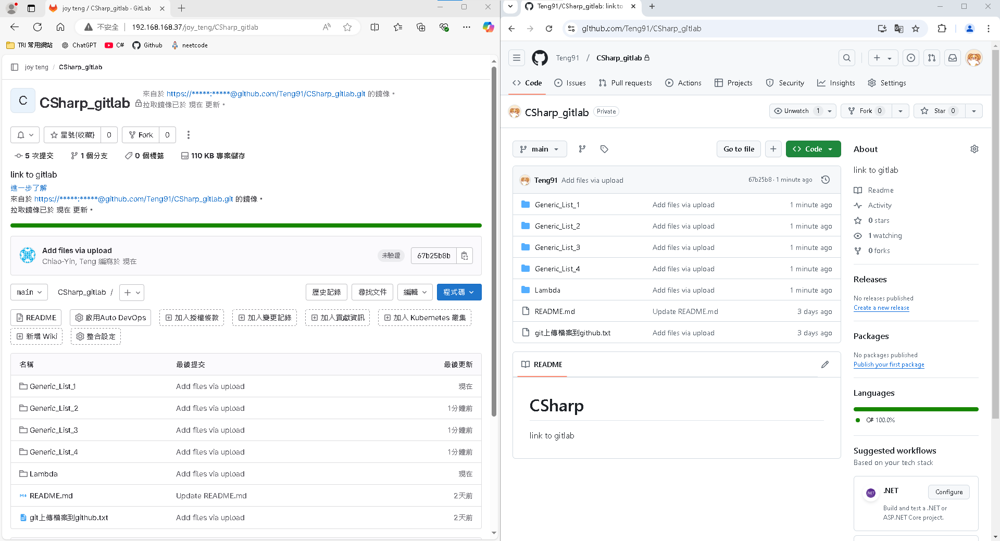 joy teng / CSharp_gitlab · GitLab
不安全
192.168.168.37/joy_teng/CSharp_gitlab
TRI 常用網站
ChatGPT
C#
Github
neetcode
joy teng / CSharp_gitlab
C
CSharp_gitlab
來自於 https://*****:*****@github.com/Teng91/CSharp_gitlab.git 的鏡像。
拉取鏡像已於 現在 更新。
星號(收藏) 0
Fork 0
5 次提交
1 個分支
0 個標籤
110 KB 專案儲存
link to gitlab
進一步了解
來自於 https://*****:*****@github.com/Teng91/CSharp_gitlab.git 的鏡像。
拉取鏡像已於 現在 更新。
Add files via upload
Chiao-Yin, Teng 編寫於 現在
未驗證
67b25b8b
main
CSharp_gitlab /
歷史記錄
尋找文件
編輯
程式碼
README
啟用Auto DevOps
加入授權條款
加入變更記錄
加入貢獻資訊
加入 Kubernetes 叢集
新增 Wiki
整合設定
名稱 最後提交 最後更新
Generic_List_1 Add files via upload 現在
Generic_List_2 Add files via upload 1分鐘前
Generic_List_3 Add files via upload 1分鐘前
Generic_List_4 Add files via upload 1分鐘前
Lambda Add files via upload 現在
README.md Update README.md 2天前
git上傳檔案到github.txt Add files via upload 2天前
Teng91/CSharp_gitlab: link to
github.com/Teng91/CSharp_gitlab
Teng91 / CSharp_gitlab
Code
Issues
Pull requests
Actions
Projects
Security
Insights
Settings
CSharp_gitlab
Private
Unwatch 1
Fork 0
Star 0
main
Go to file
Code
Teng91 Add files via upload 67b25b8 · 1 minute ago
Generic_List_1 Add files via upload 1 minute ago
Generic_List_2 Add files via upload 1 minute ago
Generic_List_3 Add files via upload 1 minute ago
Generic_List_4 Add files via upload 1 minute ago
Lambda Add files via upload 1 minute ago
README.md Update README.md 3 days ago
git上傳檔案到github.txt Add files via upload 3 days ago
README
CSharp
link to gitlab
About
link to gitlab
Readme
Activity
0 stars
1 watching
0 forks
Releases
No releases published
Create a new release
Packages
No packages published
Publish your first package
Languages
C# 100.0%
Suggested workflows
Based on your tech stack
.NET
.NET
Configure
Build and test a .NET or
ASP.NET Core project.